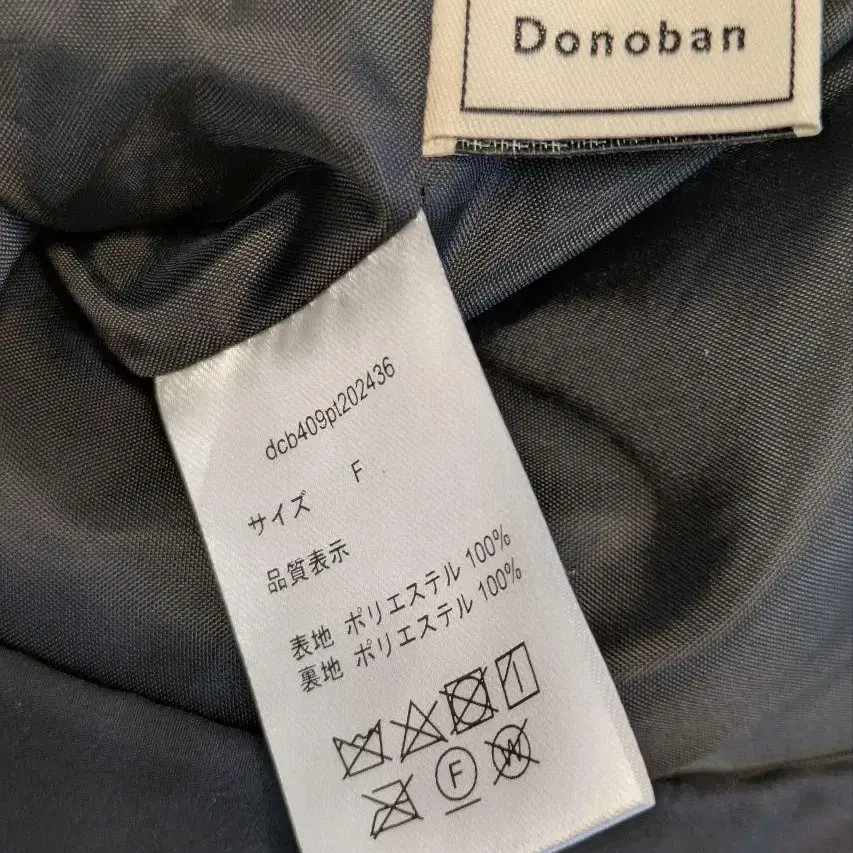 Donoban
dcb409pt202436
サイズ F
品質表示
表地 ポリエステル 100%
裏地 ポリエステル 100%
F
W